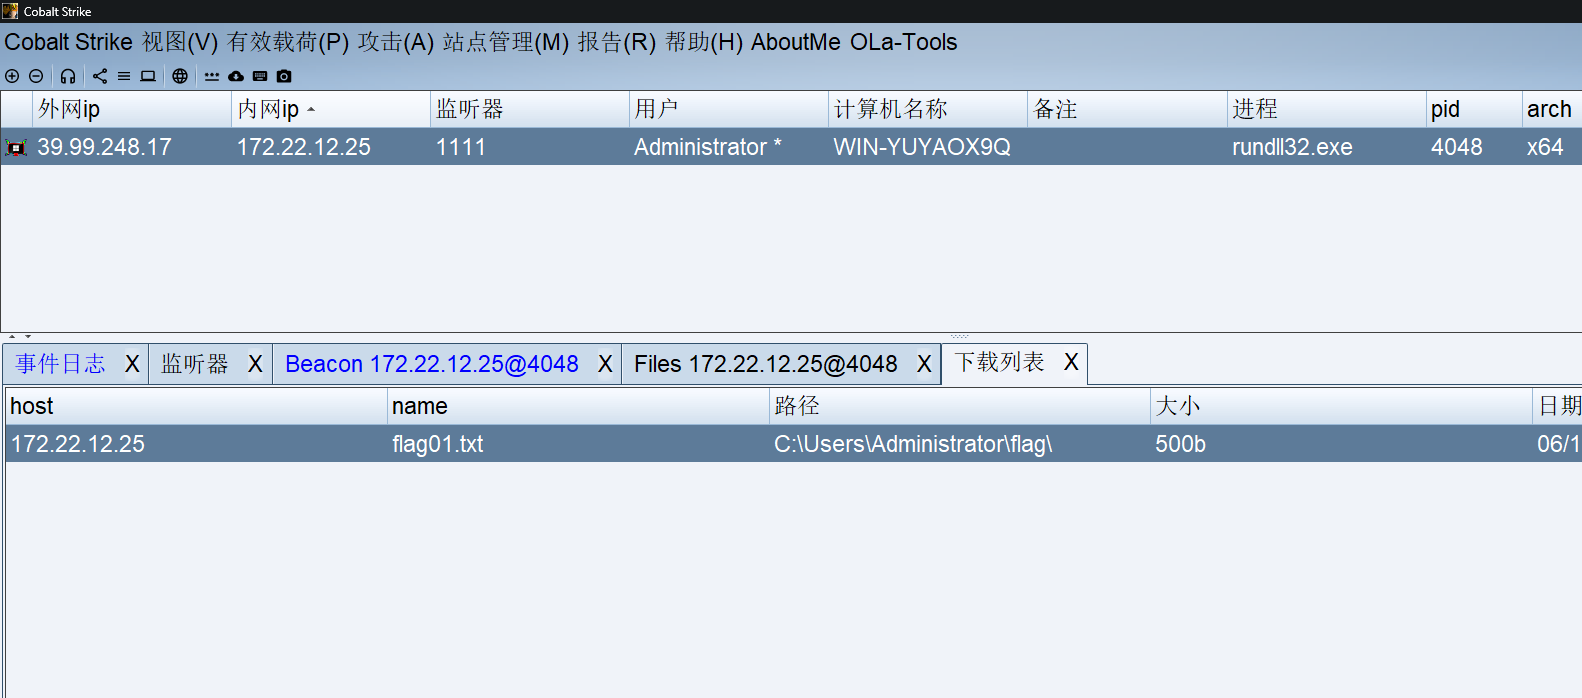 Cobalt Strike
Cobalt Strike 视图(V) 有效载荷(P) 攻击(A) 站点管理(M) 报告(R) 帮助(H) AboutMe OLa-Tools
外网ip 内网ip 监听器 用户 计算机名称 备注 进程 pid arch
39.99.248.17 172.22.12.25 1111 Administrator * WIN-YUYAOX9Q rundll32.exe 4048 x64
事件日志 X 监听器 X Beacon 172.22.12.25@4048 X Files 172.22.12.25@4048 X 下载列表 X
host name 路径 大小 日期
172.22.12.25 flag01.txt C:\Users\Administrator\flag\ 500b 06/1